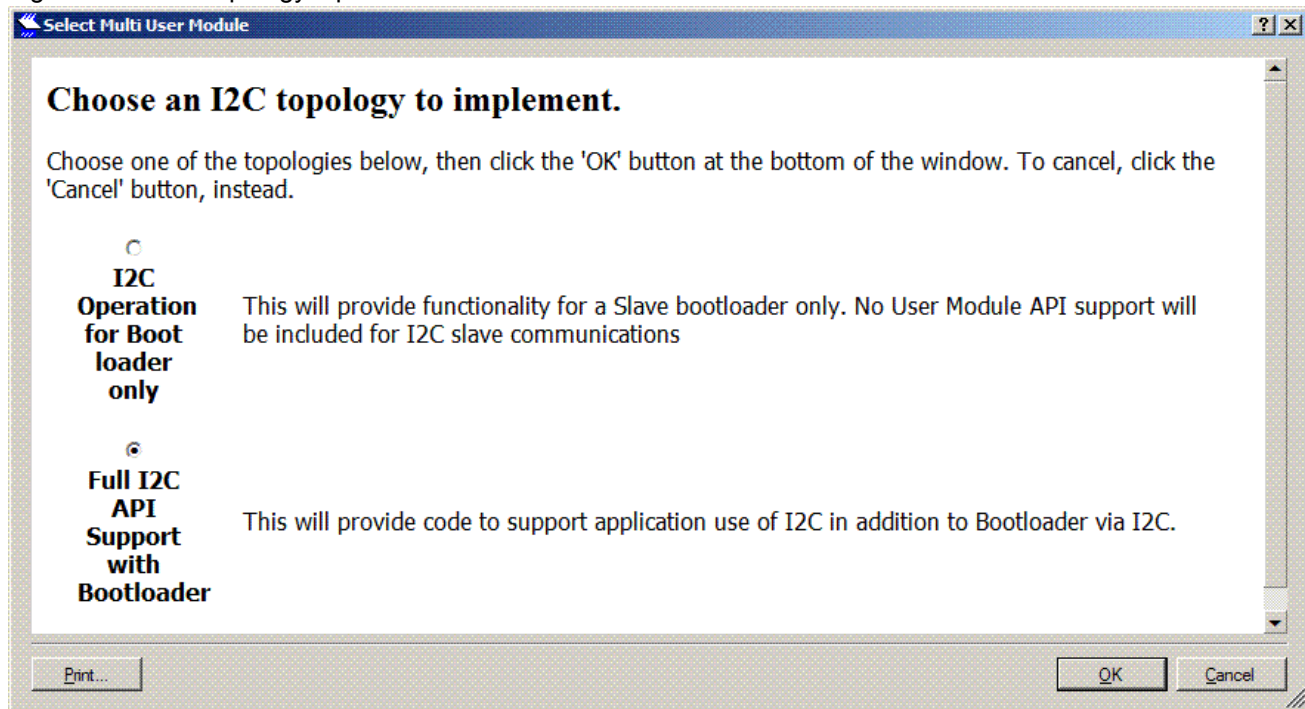 Select Multi User Module
Choose an I2C topology to implement.
Choose one of the topologies below, then click the 'OK' button at the bottom of the window. To cancel, click the
'Cancel' button, instead.
I2C
Operation
for Boot
loader
only
This will provide functionality for a Slave bootloader only. No User Module API support will
be included for I2C slave communications
Full I2C
API
Support
with
Bootloader
This will provide code to support application use of I2C in addition to Bootloader via I2C.
Print...
OK
Cancel